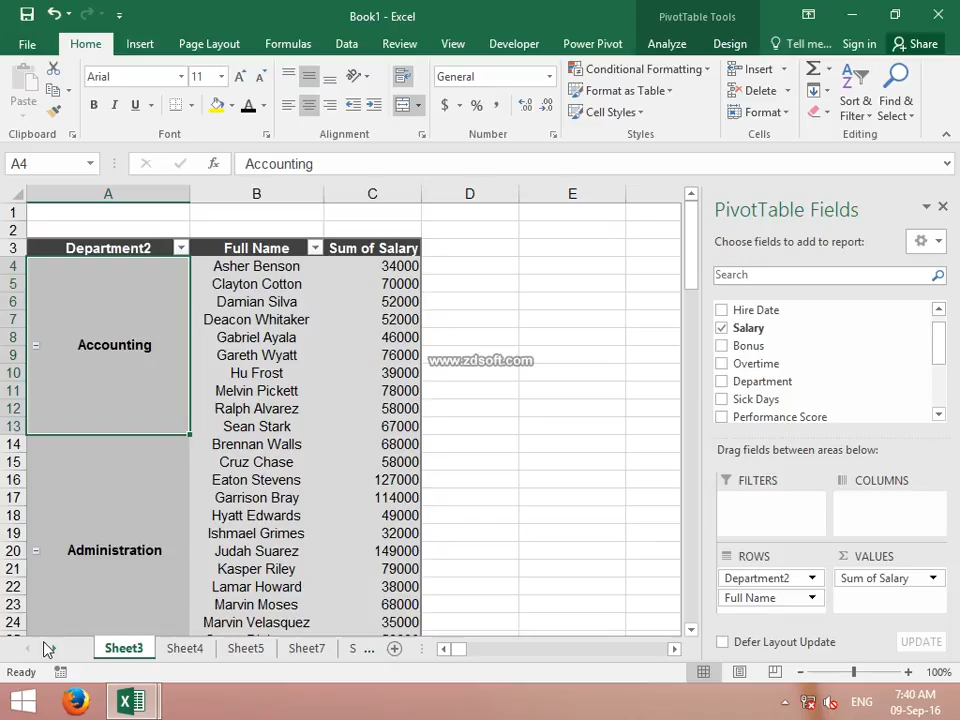 Book1 - Excel
PivotTable Tools
File
Home
Insert
Page Layout
Formulas
Data
Review
View
Developer
Power Pivot
Analyze
Design
Tell me...
Sign in
Share
Paste
Clipboard
Arial
11
B I U
Font
Alignment
General
$ % ,
Number
Conditional Formatting
Format as Table
Cell Styles
Styles
Insert
Delete
Format
Cells
Sort & Filter
Find & Select
Editing
A4
fx
Accounting
A B C D E
1
2
3 Department2 Full Name Sum of Salary
4 Asher Benson 34000
5 Clayton Cotton 70000
6 Damian Silva 52000
7 Deacon Whitaker 52000
8 Accounting Gabriel Ayala 46000
9 Gareth Wyatt 76000
10 Hu Frost 39000
11 Melvin Pickett 78000
12 Ralph Alvarez 58000
13 Sean Stark 67000
14 Brennan Walls 68000
15 Cruz Chase 58000
16 Eaton Stevens 127000
17 Garrison Bray 114000
18 Hyatt Edwards 49000
19 Ishmael Grimes 32000
20 Administration Judah Suarez 149000
21 Kasper Riley 79000
22 Lamar Howard 38000
23 Marvin Moses 68000
24 Marvin Velasquez 35000
www.zdsoft.com
PivotTable Fields
Choose fields to add to report:
Search
Hire Date
Salary
Bonus
Overtime
Department
Sick Days
Performance Score
Drag fields between areas below:
FILTERS
COLUMNS
ROWS
Department2
Full Name
VALUES
Sum of Salary
Defer Layout Update
UPDATE
Sheet3
Sheet4
Sheet5
Sheet7
S ...
Ready
100%
ENG
7:40 AM
09-Sep-16